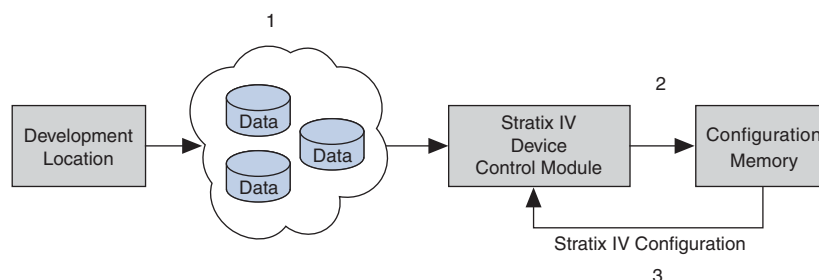 1
Development
Location
Data
Data
Data
Stratix IV
Device
Control Module
2
Configuration
Memory
Stratix IV Configuration
3